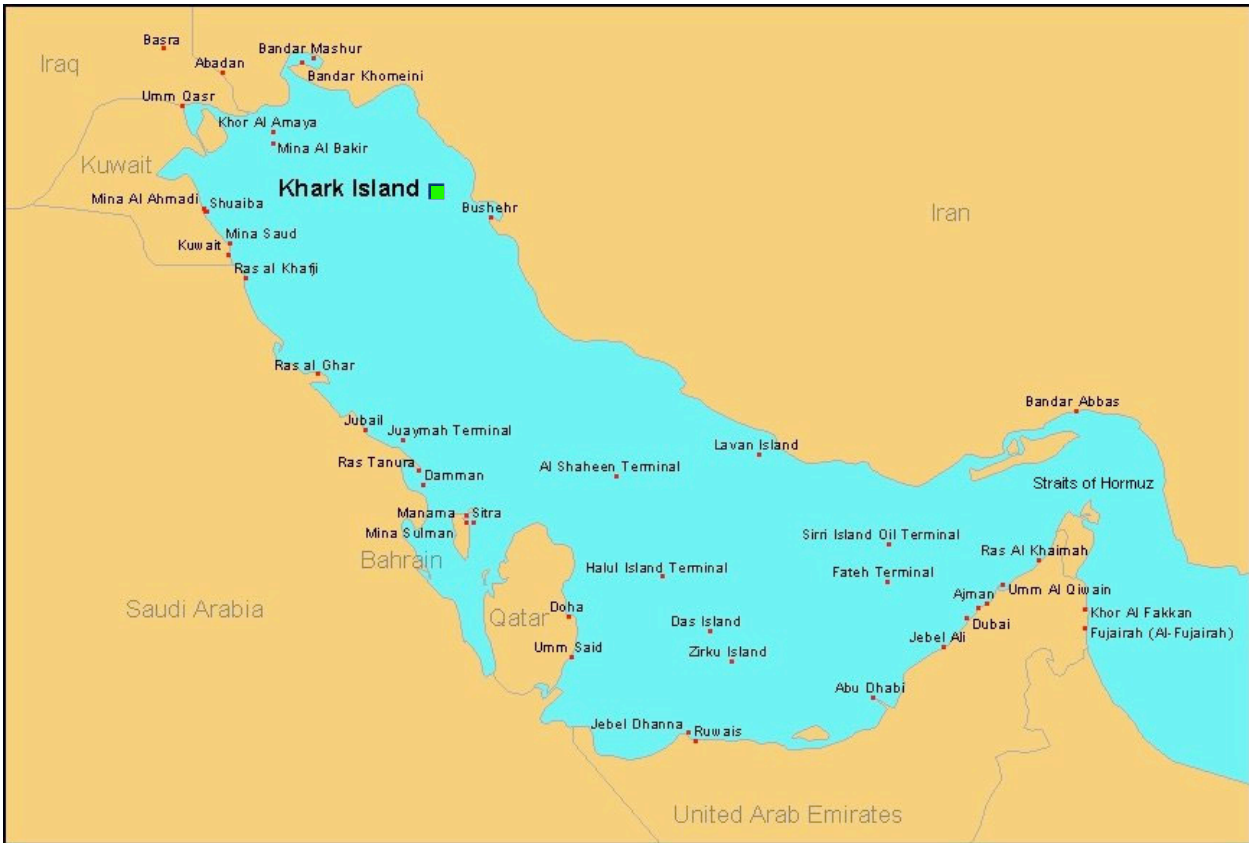 Basra
Bandar Mashur
Iraq
Abadan
Bandar Khomeini
Umm Qasr
Khor Al Amaya
Mina Al Bakir
Kuwait
Khark Island
Mina Al Ahmadi
Shuaiba
Bushehr
Iran
Mina Saud
Kuwait
Ras al Khafji
Ras al Ghar
Bandar Abbas
Jubail
Juaymah Terminal
Lavan Island
Ras Tanura
Al Shaheen Terminal
Damman
Straits of Hormuz
Manama
Sitra
Mina Sulman
Sirri Island Oil Terminal
Bahrain
Ras Al Khaimah
Halul Island Terminal
Fateh Terminal
Umm Al Qiwain
Ajman
Saudi Arabia
Qatar
Doha
Khor Al Fakkan
Das Island
Dubai
Fujairah (Al-Fujairah)
Jebel Ali
Umm Said
Zirku Island
Abu Dhabi
Jebel Dhanna
Ruwais
United Arab Emirates